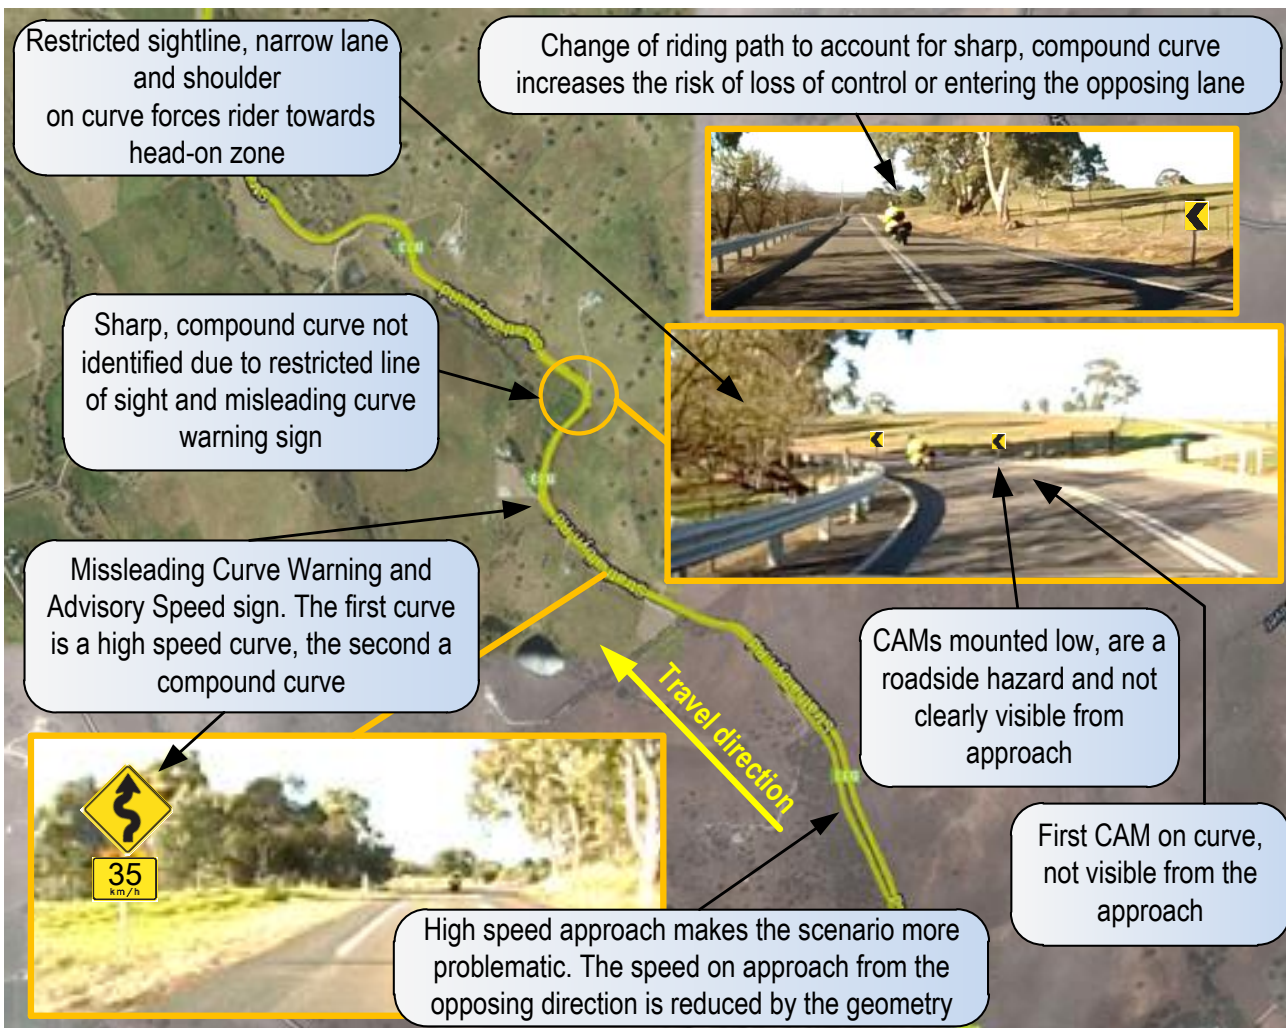 Restricted sightline, narrow lane
and shoulder
on curve forces rider towards
head-on zone
Change of riding path to account for sharp, compound curve
increases the risk of loss of control or entering the opposing lane
Sharp, compound curve not
identified due to restricted line
of sight and misleading curve
warning sign
Missleading Curve Warning and
Advisory Speed sign. The first curve
is a high speed curve, the second a
compound curve
Travel direction
CAMs mounted low, are a
roadside hazard and not
clearly visible from
approach
First CAM on curve,
not visible from the
approach
35
km/h
High speed approach makes the scenario more
problematic. The speed on approach from the
opposing direction is reduced by the geometry